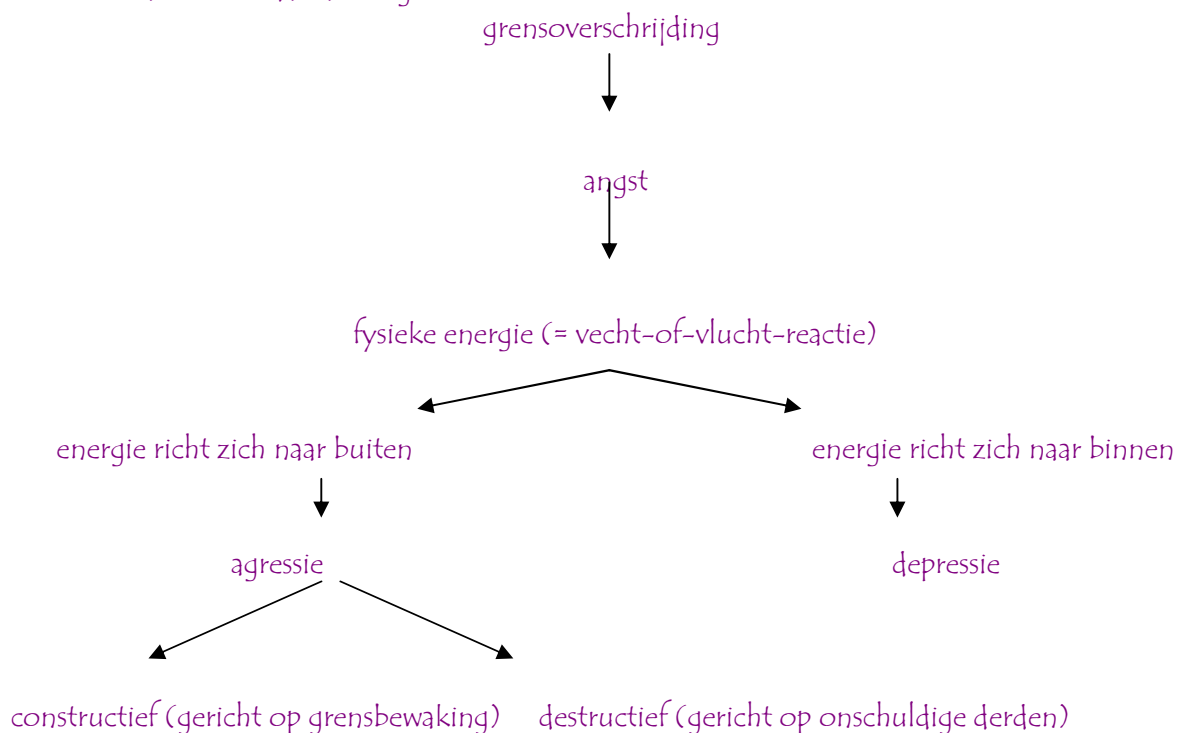 grensoverschrijding
angst
fysieke energie (= vecht-of-vlucht-reactie)
energie richt zich naar buiten energie richt zich naar binnen
agressie depressie
constructief (gericht op grensbewaking) destructief (gericht op onschuldige derden)